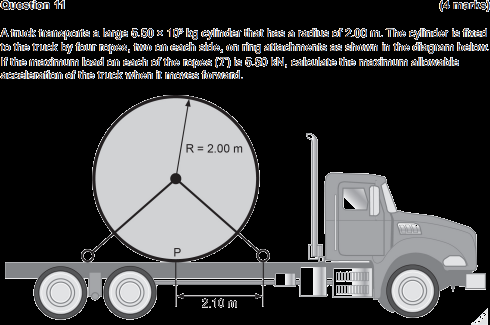 Question 11 (4 marks)
A truck transports a large 5.50 × 10³ kg cylinder that has a radius of 2.00 m. The cylinder is fixed
to the truck by four ropes, two on each side, on ring attachments as shown in the diagram below.
If the maximum load on each of the ropes (T) is 5.50 kN, calculate the maximum allowable
acceleration of the truck when it moves forward.
R = 2.00 m
P
2.10 m